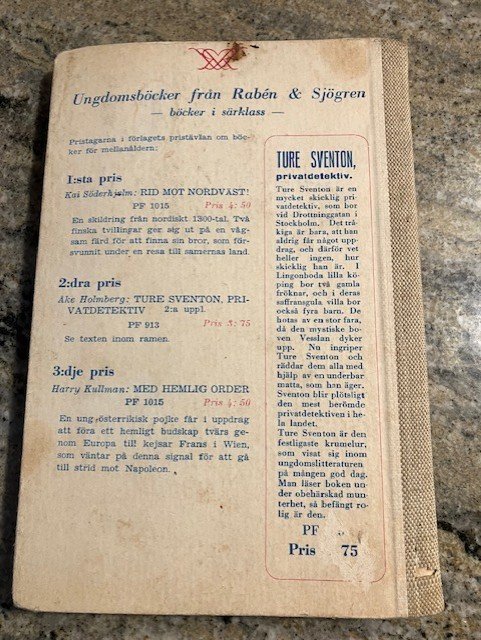 Ungdomsböcker från Rabén & Sjögren
— böcker i särklass —
Pristagarna i förlagets pristävlan om böc-
ker för mellanåldern:
1:sta pris
Kai Söderhjelm: RID MOT NORDVÄST!
PF 1015 Pris 4: 50
En skildring från nordiskt 1300-tal. Två
finska tvillingar ger sig ut på en våg-
sam färd för att finna sin bror, som för-
svunnit under en resa till samernas land.
2:dra pris
Åke Holmberg: TURE SVENTON, PRI-
VATDETEKTIV 2:a uppl.
PF 913 Pris 3: 75
Se texten inom ramen.
3:dje pris
Harry Kullman: MED HEMLIG ORDER
PF 1015 Pris 4: 50
En ung österrikisk pojke får i uppdrag
att föra ett hemligt budskap tvärs ge-
nom Europa till kejsar Frans i Wien,
som väntar på denna signal för att gå
till strid mot Napoleon.
TURE SVENTON,
privatdetektiv.
Ture Sventon är en
mycket skicklig pri-
vatdetektiv, som bor
vid Drottninggatan i
Stockholm. Det trå-
kiga är bara, att han
aldrig får något upp-
drag, och därför vet
heller ingen, hur
skicklig han är. I
Lingonboda lilla kö-
ping bor två gamla
fröknar, och i deras
saffransgula villa bor
också fyra barn. De
hotas av en stor fara,
då den mystiske bo-
ven Vesslan dyker
upp. Nu ingriper
Ture Sventon och
räddar dem alla med
hjälp av en underbar
matta, som han äger.
Sventon blir plötsligt
den mest berömde
privatdetektiven i he-
la landet.
Ture Sventon är den
festligaste krumelur,
som visat sig inom
ungdomslitteraturen
på mången god dag.
Man läser boken un-
der obehärskad mun-
terhet, så befängt ro-
lig är den.
PF
Pris 75